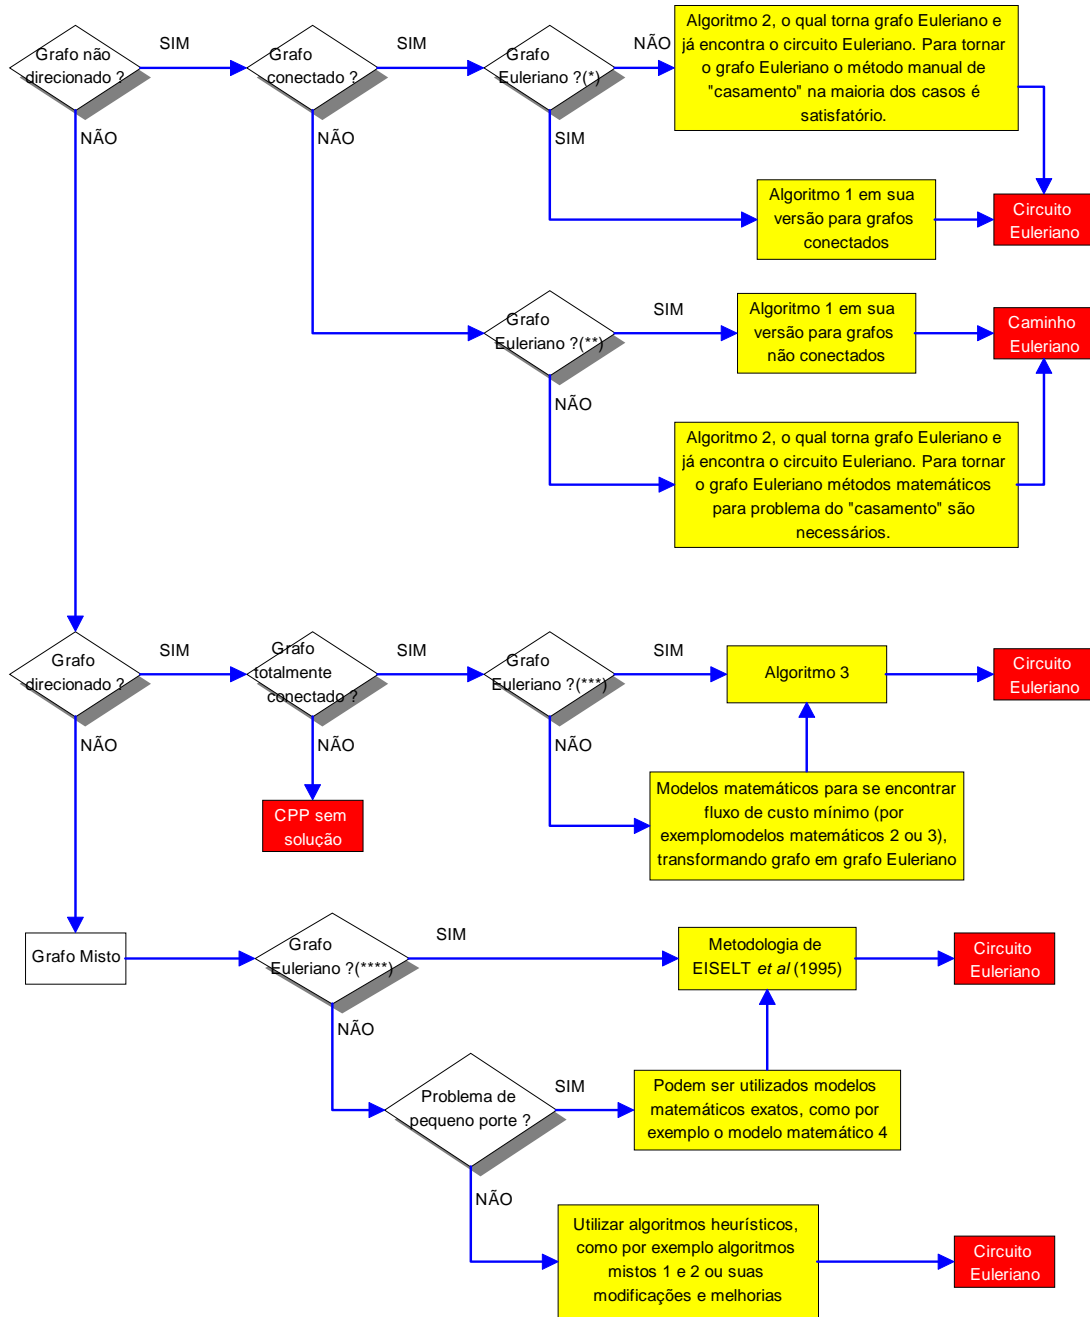 Grafo não
direcionado ?
SIM
NÃO
Grafo
conectado ?
SIM
NÃO
Grafo
Euleriano ?(*)
NÃO
SIM
Algoritmo 2, o qual torna grafo Euleriano e
já encontra o circuito Euleriano. Para tornar
o grafo Euleriano o método manual de
"casamento" na maioria dos casos é
satisfatório.
Algoritmo 1 em sua
versão para grafos
conectados
Circuito
Euleriano
Grafo
Euleriano ?(**)
SIM
NÃO
Algoritmo 1 em sua
versão para grafos
não conectados
Caminho
Euleriano
Algoritmo 2, o qual torna grafo Euleriano e
já encontra o circuito Euleriano. Para tornar
o grafo Euleriano métodos matemáticos
para problema do "casamento" são
necessários.
Grafo
direcionado ?
SIM
NÃO
Grafo
totalmente
conectado ?
SIM
NÃO
CPP sem
solução
Grafo
Euleriano ?(***)
SIM
NÃO
Algoritmo 3
Circuito
Euleriano
Modelos matemáticos para se encontrar
fluxo de custo mínimo (por
exemplomodelos matemáticos 2 ou 3),
transformando grafo em grafo Euleriano
Grafo Misto
Grafo
Euleriano ?(****)
SIM
NÃO
Metodologia de
EISELT et al (1995)
Circuito
Euleriano
Problema de
pequeno porte ?
SIM
NÃO
Podem ser utilizados modelos
matemáticos exatos, como por
exemplo o modelo matemático 4
Utilizar algoritmos heurísticos,
como por exemplo algoritmos
mistos 1 e 2 ou suas
modificações e melhorias
Circuito
Euleriano